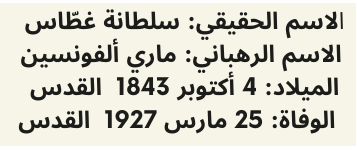 الاسم الحقيقي: سلطانة غطّاس
الاسم الرهباني: ماري ألفونسين
الميلاد: 4 أكتوبر 1843 القدس
الوفاة: 25 مارس 1927 القدس